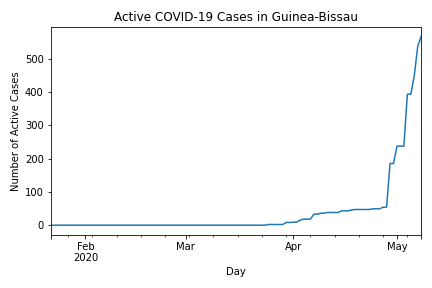 Active COVID-19 Cases in Guinea-Bissau
Number of Active Cases
500
400
300
200
100
0
Feb
2020
Mar
Apr
May
Day